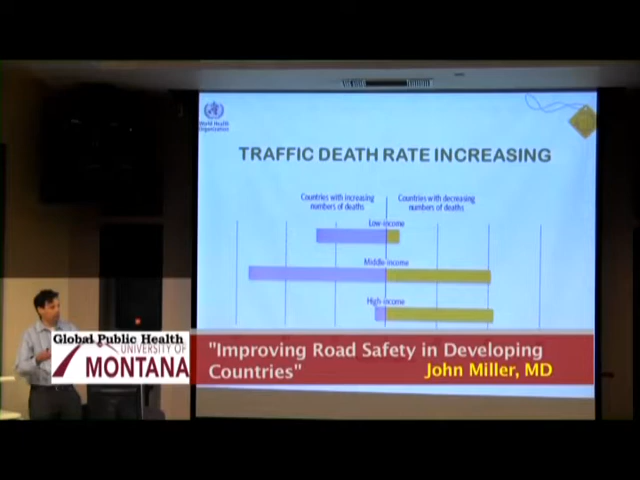 World Health
Organization
TRAFFIC DEATH RATE INCREASING
Countries with increasing
numbers of deaths
Countries with decreasing
numbers of deaths
Low-income
Middle-income
High-income
Global Public Health
UNIVERSITY OF
MONTANA
"Improving Road Safety in Developing
Countries"
John Miller, MD